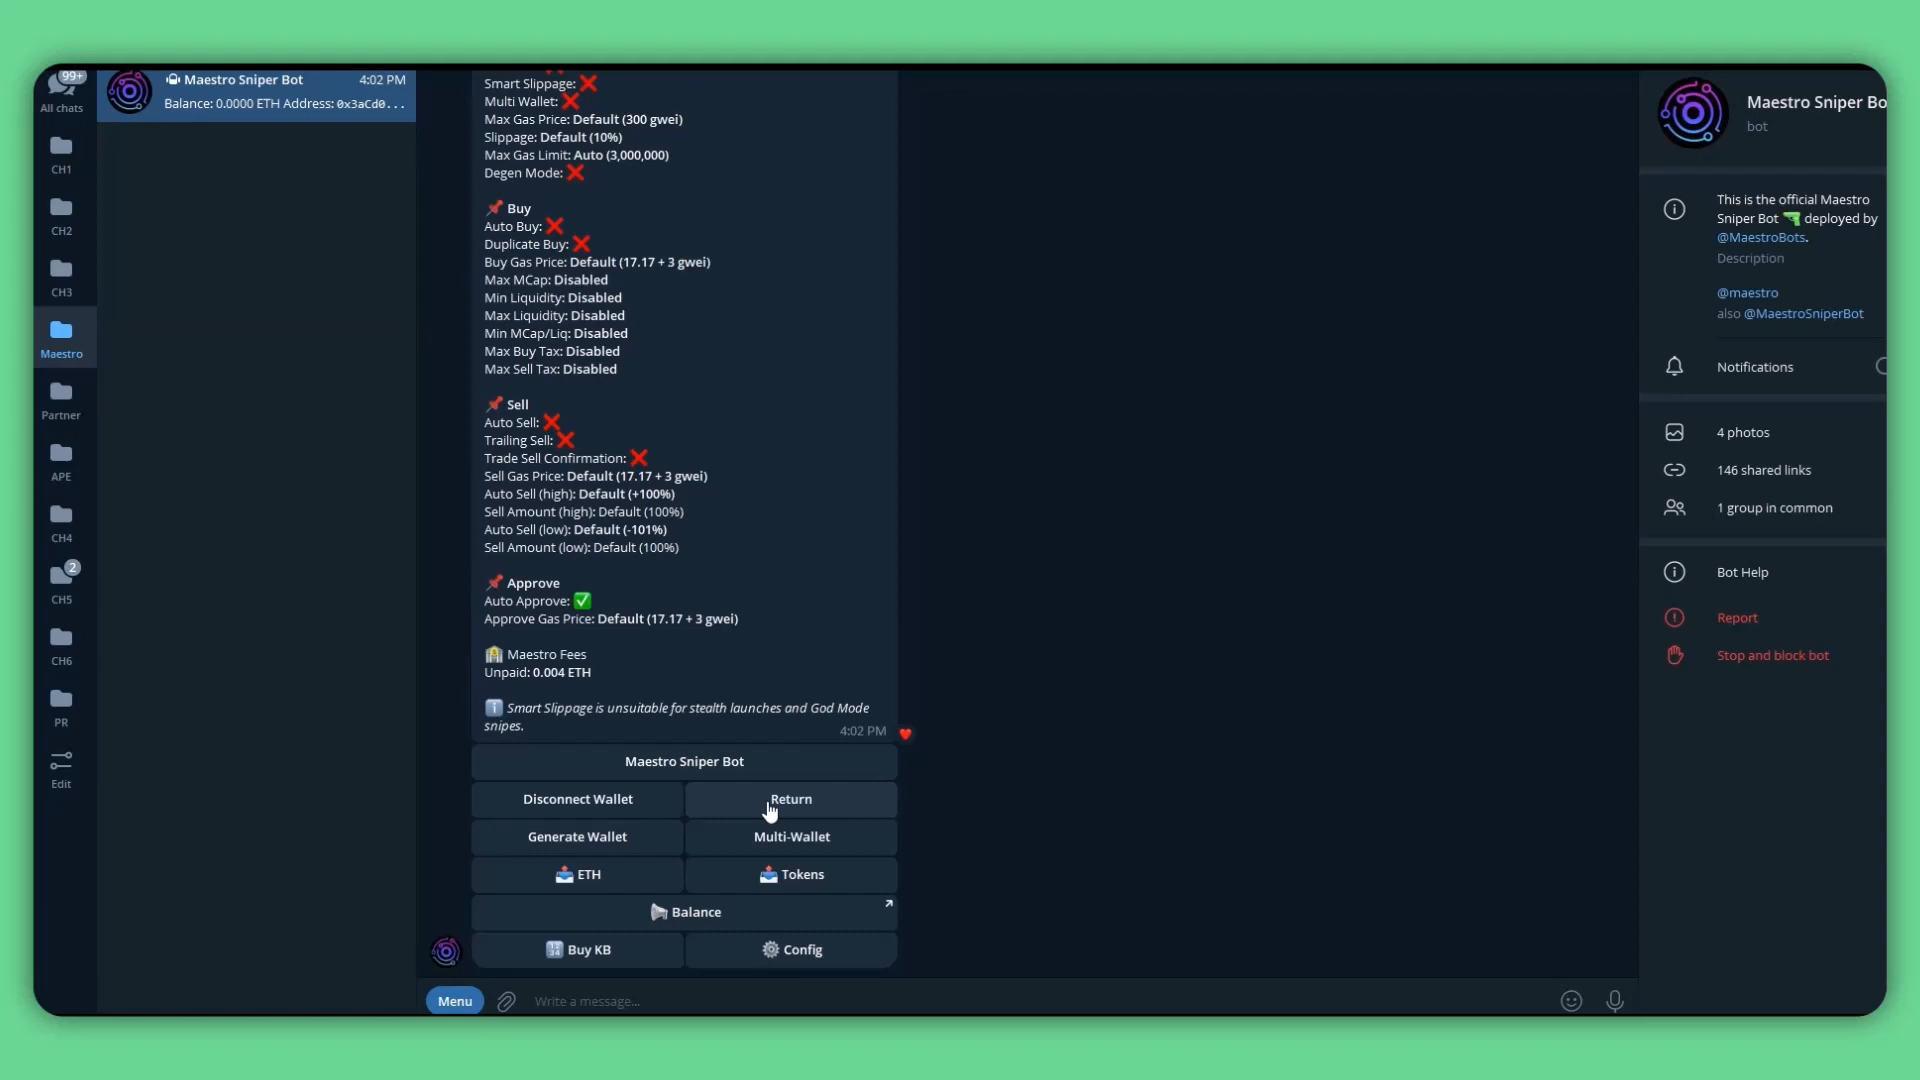 99+
All chats
CH1
CH2
CH3
Maestro
Partner
APE
CH4
2
CH5
CH6
PR
Edit
Maestro Sniper Bot 4:02 PM
Balance: 0.0000 ETH Address: 0x3aCd0...
Smart Slippage: ❌
Multi Wallet: ❌
Max Gas Price: Default (300 gwei)
Slippage: Default (10%)
Max Gas Limit: Auto (3,000,000)
Degen Mode: ❌
📌 Buy
Auto Buy: ❌
Duplicate Buy: ❌
Buy Gas Price: Default (17.17 + 3 gwei)
Max MCap: Disabled
Min Liquidity: Disabled
Max Liquidity: Disabled
Min MCap/Liq: Disabled
Max Buy Tax: Disabled
Max Sell Tax: Disabled
📌 Sell
Auto Sell: ❌
Trailing Sell: ❌
Trade Sell Confirmation: ❌
Sell Gas Price: Default (17.17 + 3 gwei)
Auto Sell (high): Default (+100%)
Sell Amount (high): Default (100%)
Auto Sell (low): Default (-101%)
Sell Amount (low): Default (100%)
📌 Approve
Auto Approve: ✅
Approve Gas Price: Default (17.17 + 3 gwei)
🏦 Maestro Fees
Unpaid: 0.004 ETH
ℹ️ Smart Slippage is unsuitable for stealth launches and God Mode
snipes.
4:02 PM
Maestro Sniper Bot
Disconnect Wallet
Return
Generate Wallet
Multi-Wallet
📤 ETH
📤 Tokens
Balance
🔢 Buy KB
⚙️ Config
Menu
Write a message...
Maestro Sniper Bo
bot
This is the official Maestro
Sniper Bot 🔫 deployed by
@MaestroBots.
Description
@maestro
also @MaestroSniperBot
Notifications
4 photos
146 shared links
1 group in common
Bot Help
Report
Stop and block bot